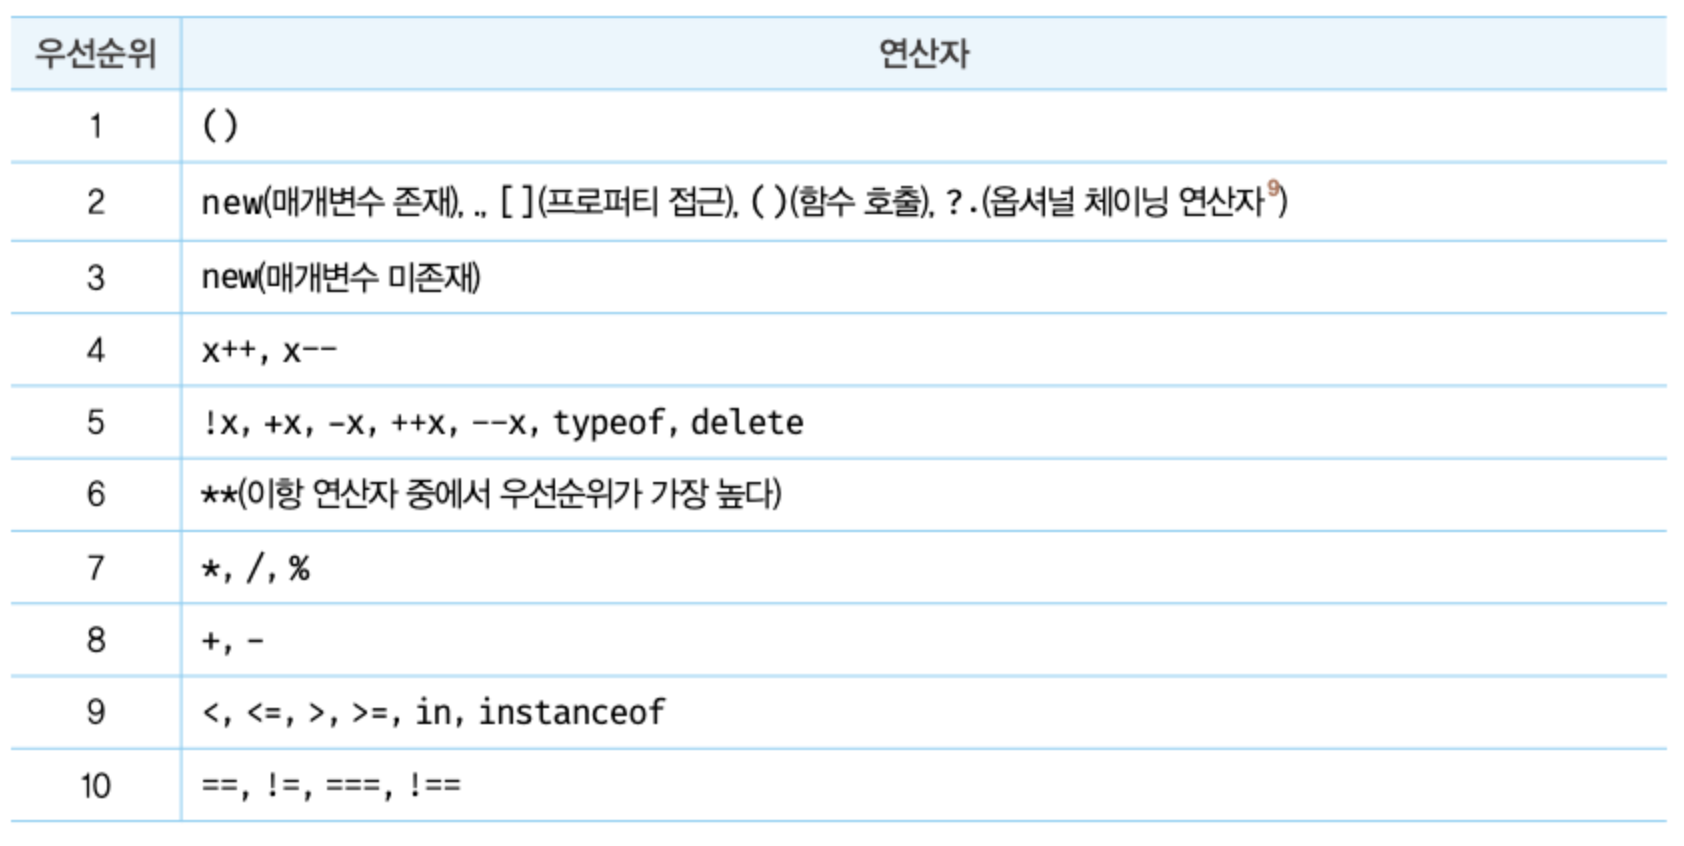 우선순위 연산자
1 ()
2 new(매개변수 존재), ., [](프로퍼티 접근), ()(함수 호출), ?.(옵셔널 체이닝 연산자9)
3 new(매개변수 미존재)
4 x++, x--
5 !x, +x, -x, ++x, --x, typeof, delete
6 **(이항 연산자 중에서 우선순위가 가장 높다)
7 *, /, %
8 +, -
9 <, <=, >, >=, in, instanceof
10 ==, !=, ===, !==